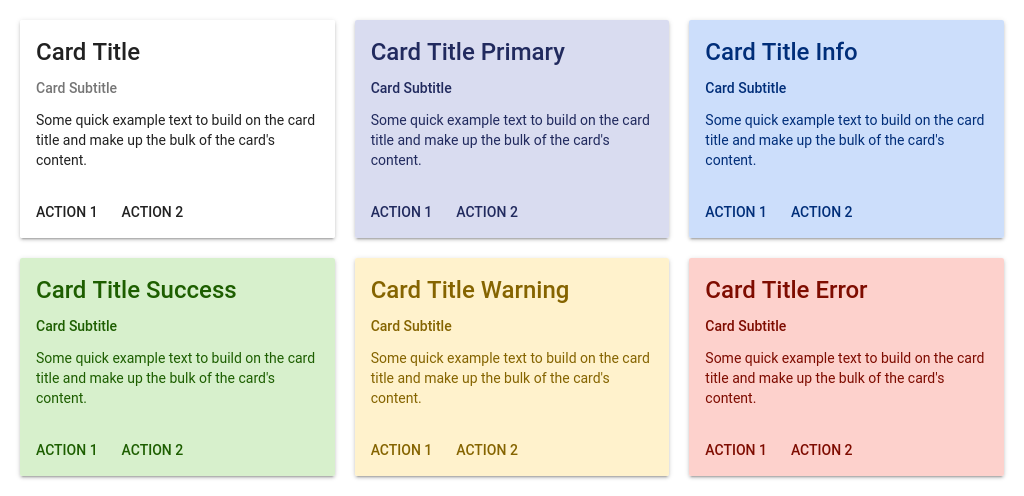 Card Title
Card Subtitle
Some quick example text to build on the card
title and make up the bulk of the card's
content.
ACTION 1 ACTION 2
Card Title Primary
Card Subtitle
Some quick example text to build on the card
title and make up the bulk of the card's
content.
ACTION 1 ACTION 2
Card Title Info
Card Subtitle
Some quick example text to build on the card
title and make up the bulk of the card's
content.
ACTION 1 ACTION 2
Card Title Success
Card Subtitle
Some quick example text to build on the card
title and make up the bulk of the card's
content.
ACTION 1 ACTION 2
Card Title Warning
Card Subtitle
Some quick example text to build on the card
title and make up the bulk of the card's
content.
ACTION 1 ACTION 2
Card Title Error
Card Subtitle
Some quick example text to build on the card
title and make up the bulk of the card's
content.
ACTION 1 ACTION 2